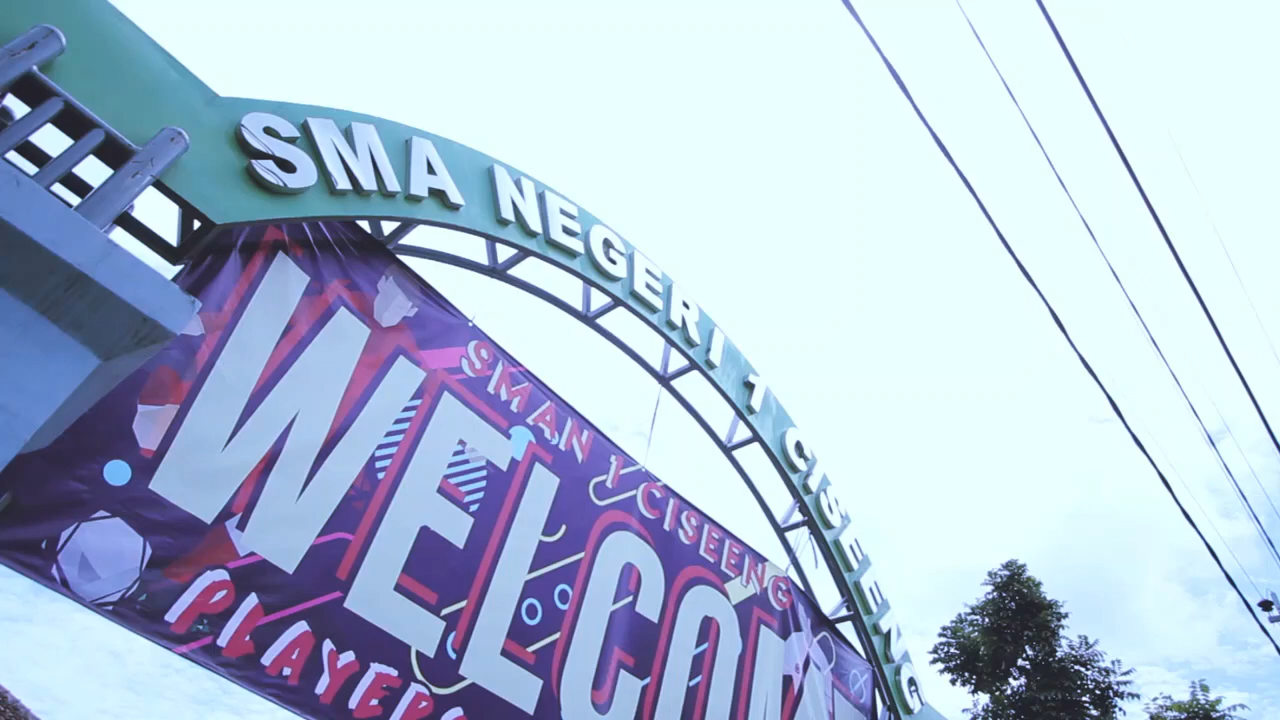 SMA NEGERI 1 CISEENG
SMAN 1 CISEENG
WELCOM
PLAYERS